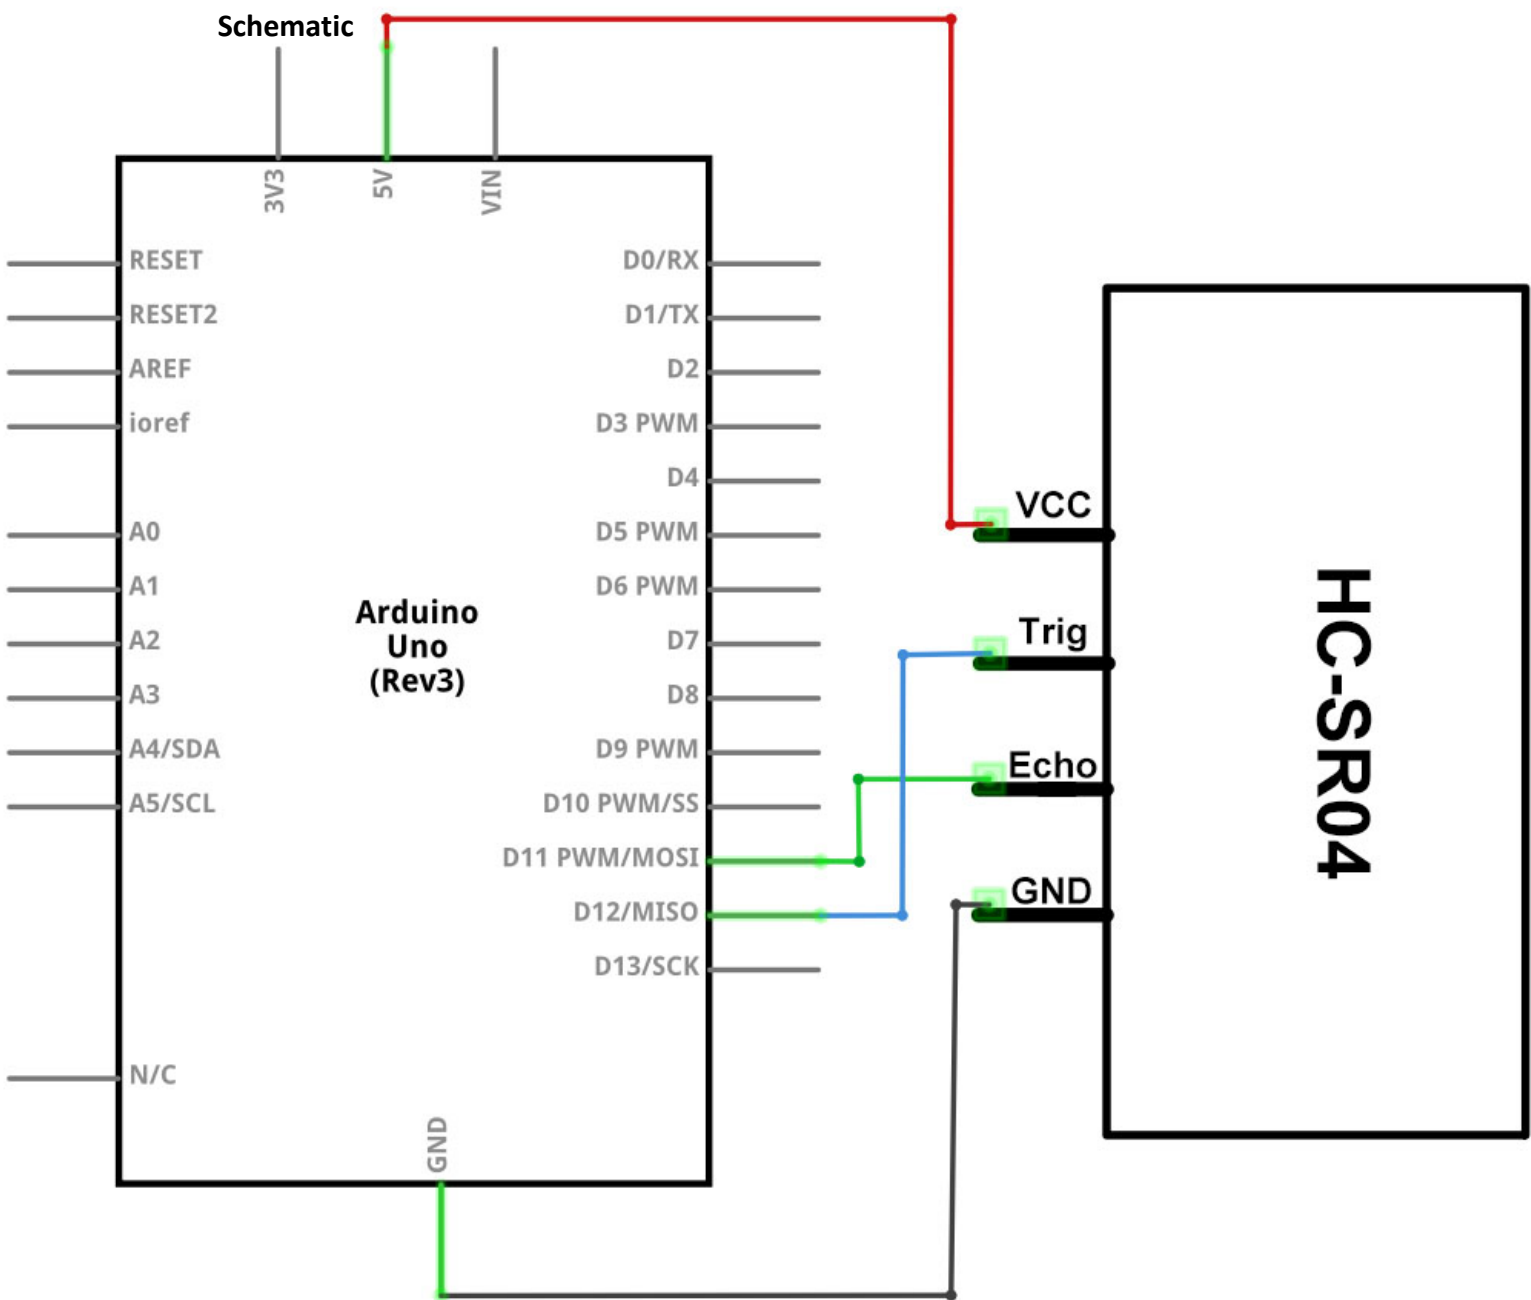 Schematic
3V3
5V
VIN
RESET
RESET2
AREF
ioref
A0
A1
A2
A3
A4/SDA
A5/SCL
N/C
Arduino
Uno
(Rev3)
D0/RX
D1/TX
D2
D3 PWM
D4
D5 PWM
D6 PWM
D7
D8
D9 PWM
D10 PWM/SS
D11 PWM/MOSI
D12/MISO
D13/SCK
GND
VCC
Trig
Echo
GND
HC-SR04